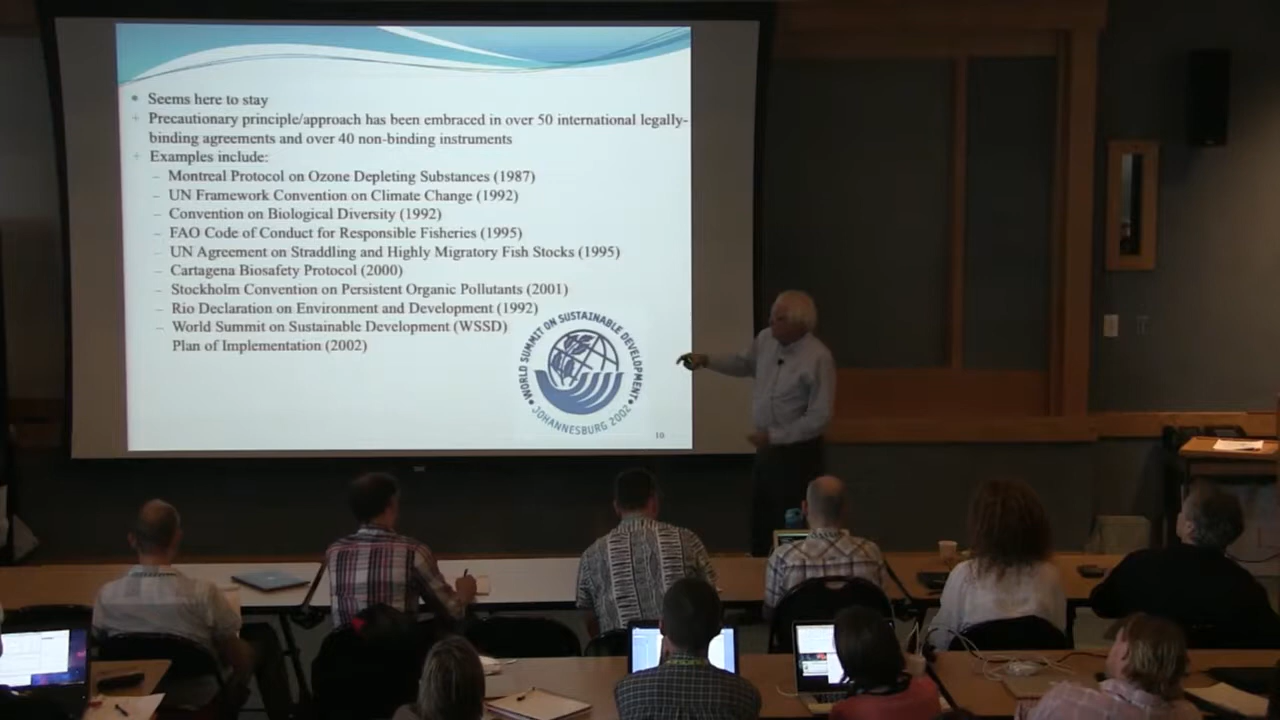 Seems here to stay
Precautionary principle/approach has been embraced in over 50 international legally-
binding agreements and over 40 non-binding instruments
Examples include:
– Montreal Protocol on Ozone Depleting Substances (1987)
– UN Framework Convention on Climate Change (1992)
– Convention on Biological Diversity (1992)
– FAO Code of Conduct for Responsible Fisheries (1995)
– UN Agreement on Straddling and Highly Migratory Fish Stocks (1995)
– Cartagena Biosafety Protocol (2000)
– Stockholm Convention on Persistent Organic Pollutants (2001)
– Rio Declaration on Environment and Development (1992)
– World Summit on Sustainable Development (WSSD)
Plan of Implementation (2002)
WORLD SUMMIT ON SUSTAINABLE DEVELOPMENT
JOHANNESBURG 2002
10